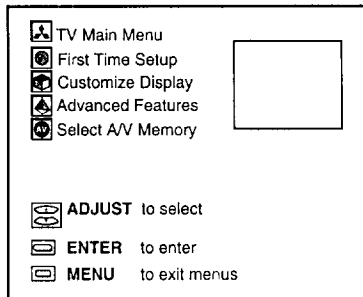 TV Main Menu
First Time Setup
Customize Display
Advanced Features
Select A/V Memory
ADJUST to select
ENTER to enter
MENU to exit menus